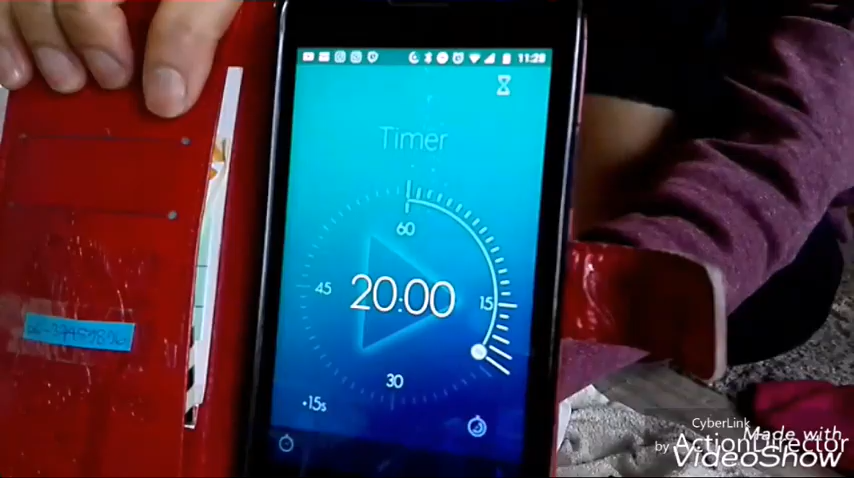 11:28
Timer
60
45
20:00
15
30
+15s
CyberLink
by ActionDirector
Made with
VideoShow